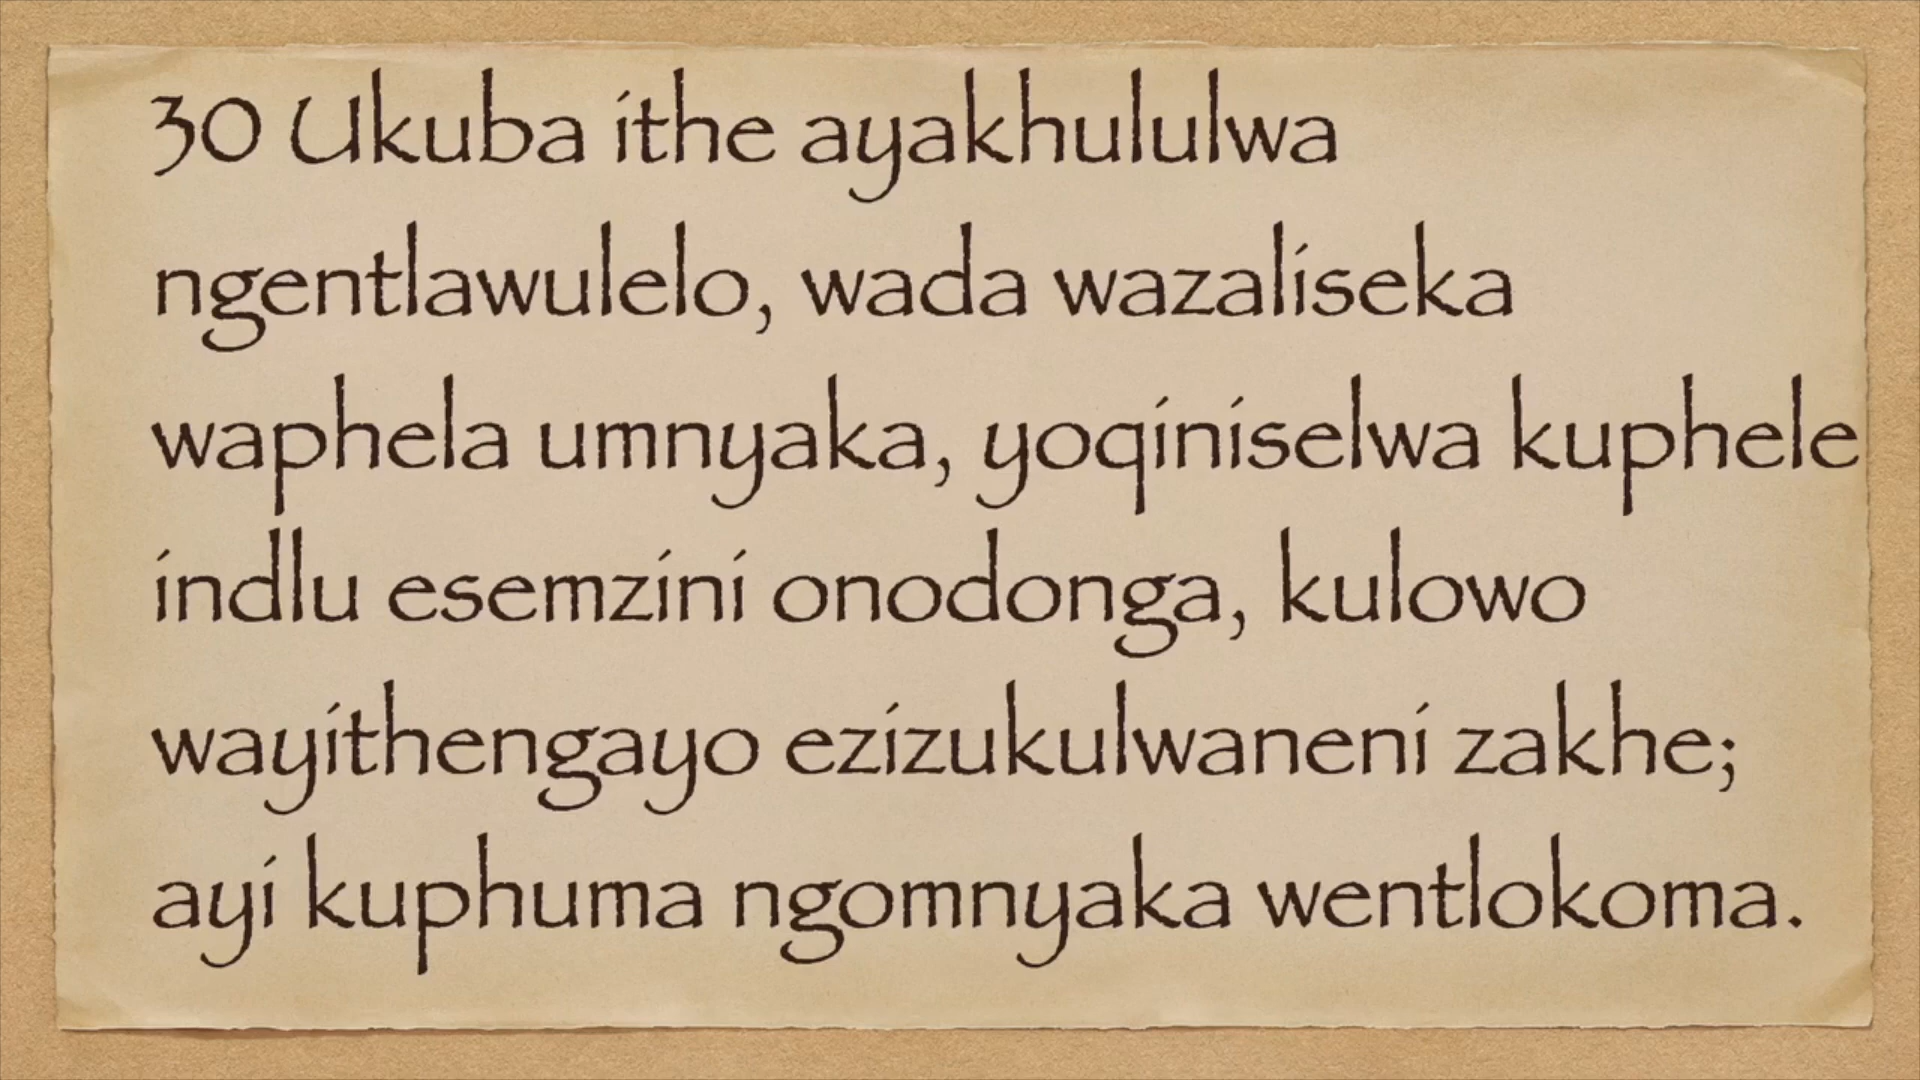 30 Ukuba ithe ayakhululwa
ngentlawulelo, wada wazaliseka
waphela umnyaka, yoqiniselwa kuphele
indlu esemzini onodonga, kulowo
wayithengayo ezizukulwaneni zakhe;
ayi kuphuma ngomnyaka wentlokoma.